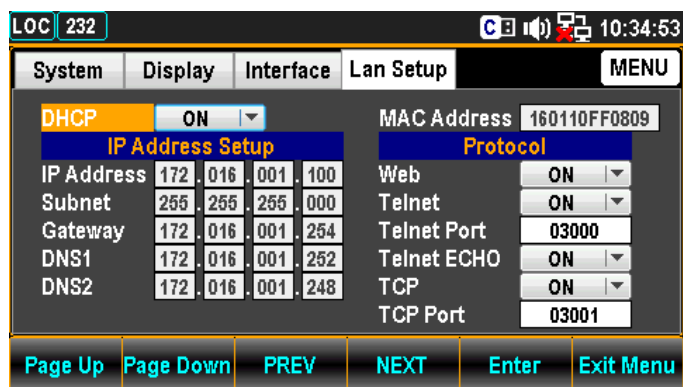 LOC 232 C 10:34:53
System Display Interface Lan Setup MENU
DHCP ON MAC Address 160110FF0809
IP Address Setup Protocol
IP Address 172 . 016 . 001 . 100 Web ON
Subnet 255 . 255 . 255 . 000 Telnet ON
Gateway 172 . 016 . 001 . 254 Telnet Port 03000
DNS1 172 . 016 . 001 . 252 Telnet ECHO ON
DNS2 172 . 016 . 001 . 248 TCP ON
TCP Port 03001
Page Up Page Down PREV NEXT Enter Exit Menu